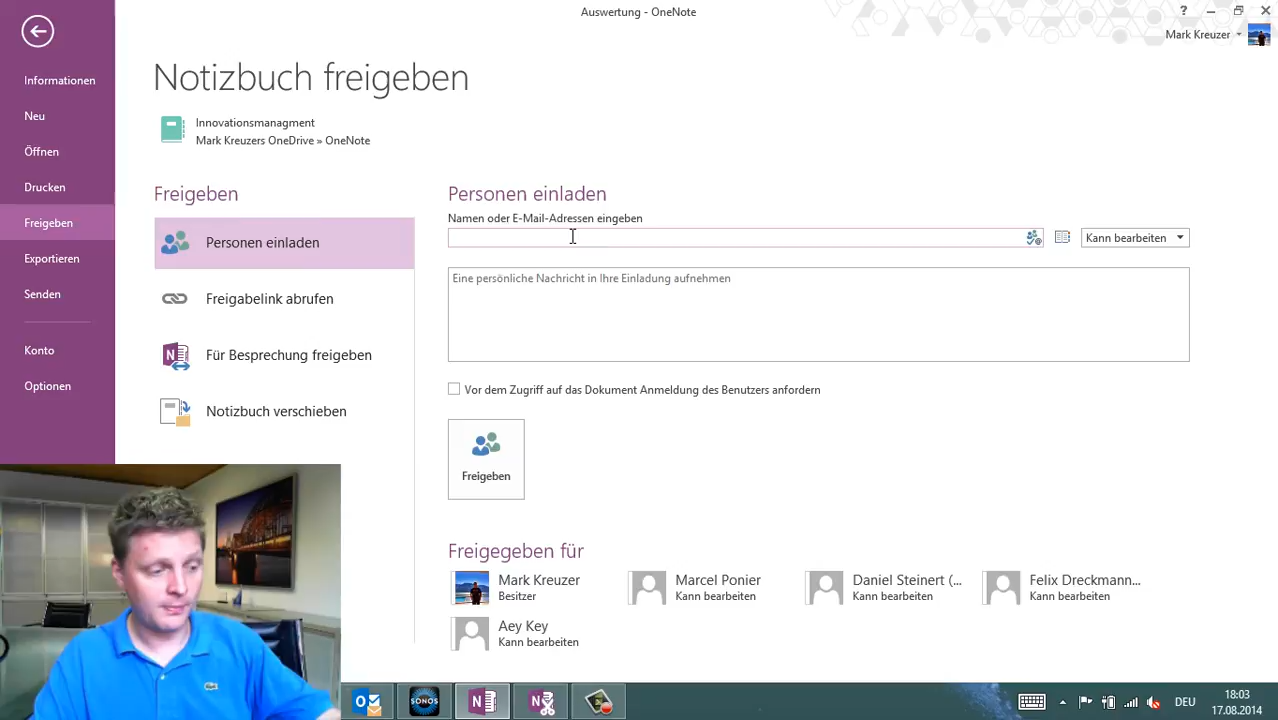 Auswertung - OneNote
?
Mark Kreuzer
Informationen
Neu
Öffnen
Drucken
Freigeben
Exportieren
Senden
Konto
Optionen
Notizbuch freigeben
Innovationsmanagment
Mark Kreuzers OneDrive » OneNote
Freigeben
Personen einladen
Freigabelink abrufen
Für Besprechung freigeben
Notizbuch verschieben
Personen einladen
Namen oder E-Mail-Adressen eingeben
Kann bearbeiten
Eine persönliche Nachricht in Ihre Einladung aufnehmen
Vor dem Zugriff auf das Dokument Anmeldung des Benutzers anfordern
Freigeben
Freigegeben für
Mark Kreuzer
Besitzer
Marcel Ponier
Kann bearbeiten
Daniel Steinert (...
Kann bearbeiten
Felix Dreckmann...
Kann bearbeiten
Aey Key
Kann bearbeiten
SONOS
DEU
18:03
17.08.2014